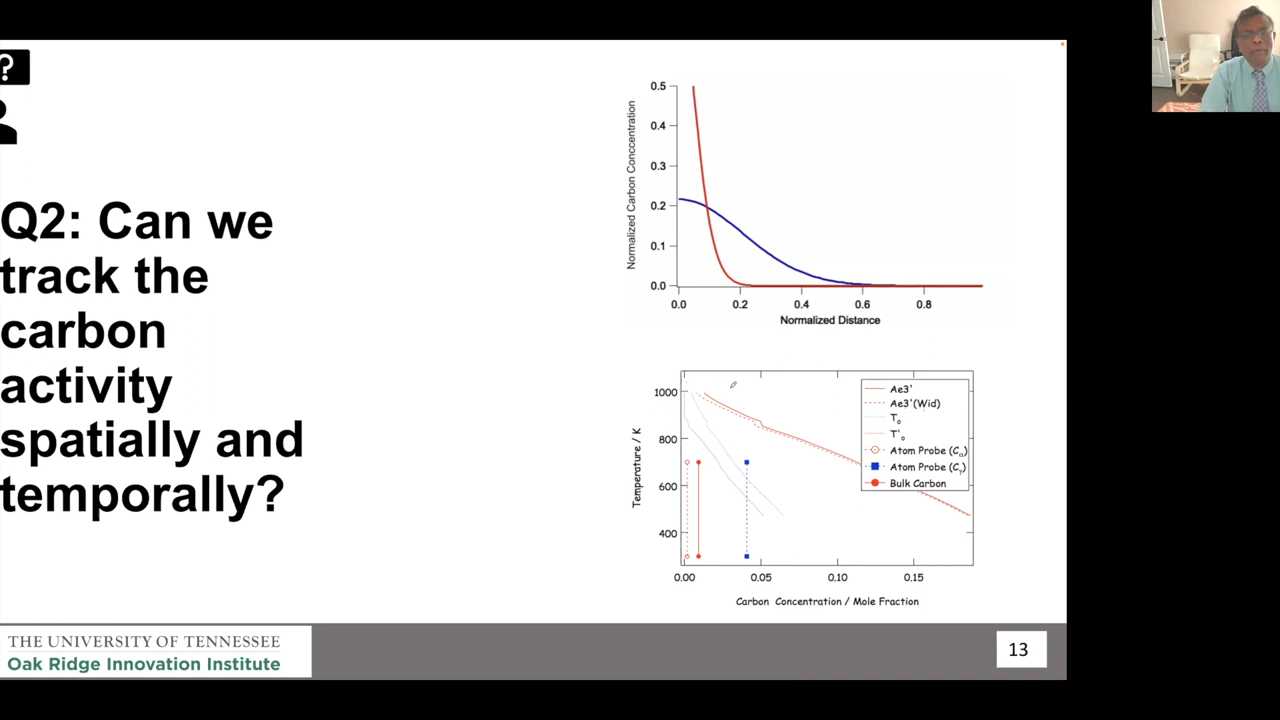 ?
Q2: Can we
track the
carbon
activity
spatially and
temporally?
0.5
0.4
0.3
0.2
0.1
0.0
Normalized Carbon Conccentration
0.0 0.2 0.4 0.6 0.8
Normalized Distance
1000
800
600
400
Temperature / K
Ae3'
Ae3'(Wid)
T₀
T'₀
Atom Probe (Cα)
Atom Probe (Cγ)
Bulk Carbon
0.00 0.05 0.10 0.15
Carbon Concentration / Mole Fraction
THE UNIVERSITY OF TENNESSEE
Oak Ridge Innovation Institute
13